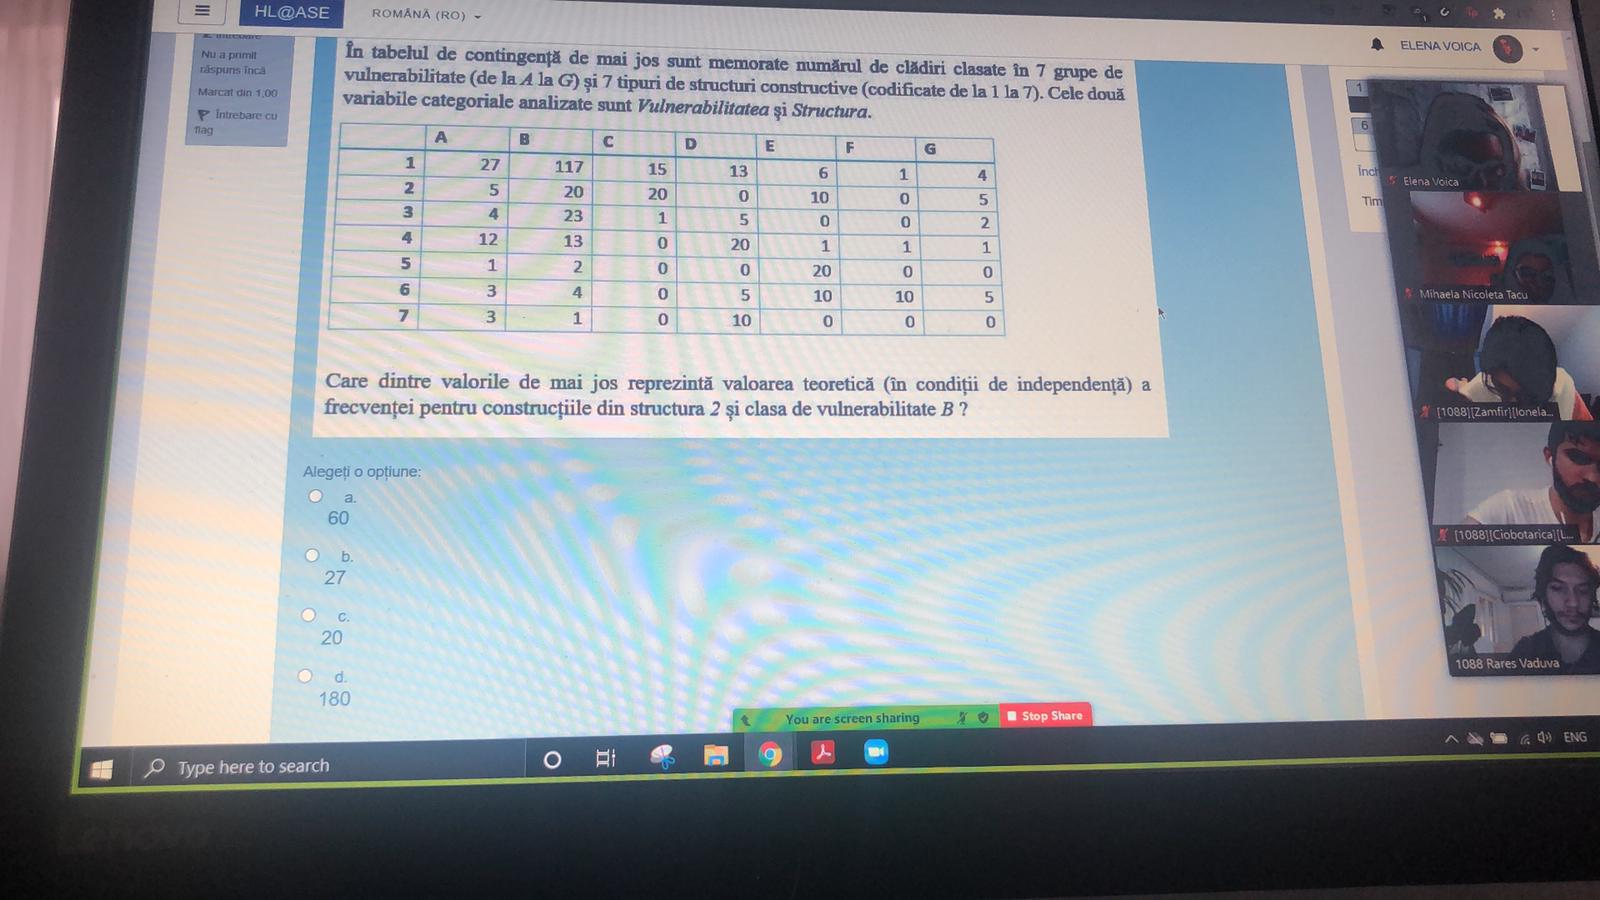 HL@ASE
ROMÂNĂ (RO)
ELENA VOICA
Nu a primit
răspuns încă
Marcat din 1,00
Întrebare cu
flag
În tabelul de contingență de mai jos sunt memorate numărul de clădiri clasate în 7 grupe de
vulnerabilitate (de la A la G) și 7 tipuri de structuri constructive (codificate de la 1 la 7). Cele două
variabile categoriale analizate sunt Vulnerabilitatea și Structura.
A B C D E F G
1 27 117 15 13 6 1 4
2 5 20 20 0 10 0 5
3 4 23 1 5 0 0 2
4 12 13 0 20 1 1 1
5 1 2 0 0 20 0 0
6 3 4 0 5 10 10 5
7 3 1 0 10 0 0 0
Care dintre valorile de mai jos reprezintă valoarea teoretică (în condiții de independență) a
frecvenței pentru construcțiile din structura 2 și clasa de vulnerabilitate B ?
Alegeți o opțiune:
a.
60
b.
27
c.
20
d.
180
1
6
Înch
Tim
Elena Voica
Mihaela Nicoleta Tacu
[1088][Zamfir][Ionela...
[1088][Ciobotarica][L...
1088 Rares Vaduva
You are screen sharing
Stop Share
Type here to search
ENG